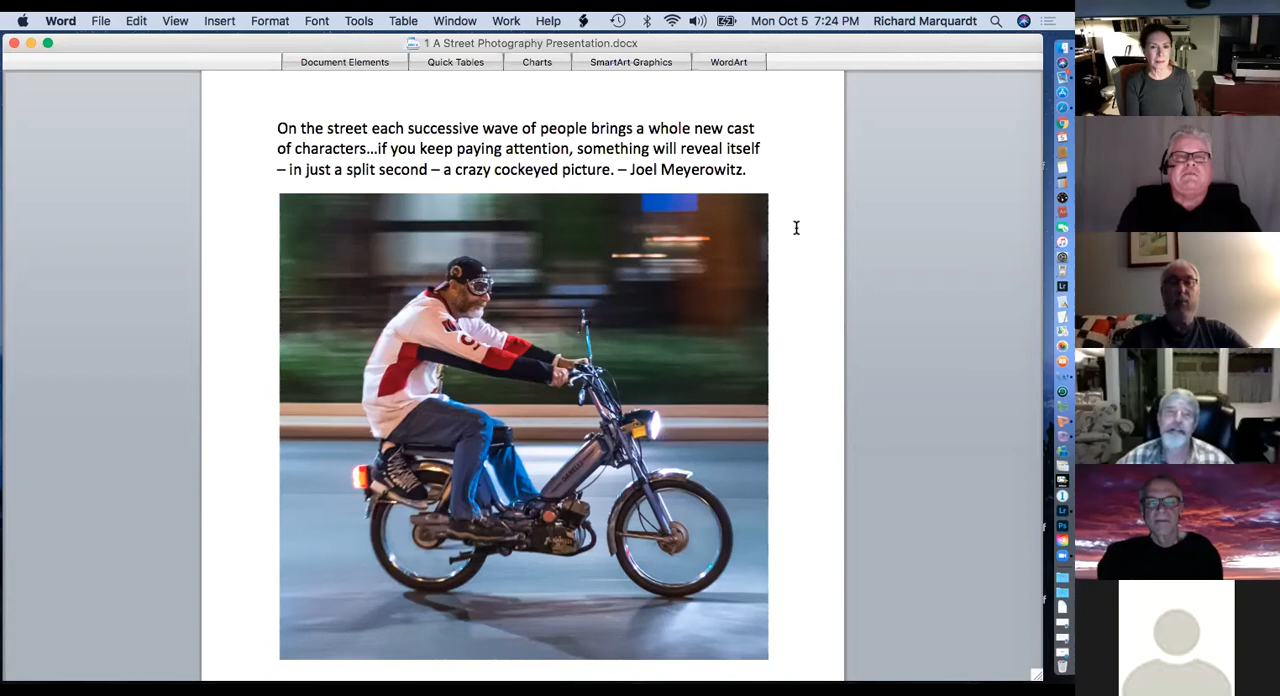 Word File Edit View Insert Format Font Tools Table Window Work Help Mon Oct 5 7:24 PM Richard Marquardt
1 A Street Photography Presentation.docx
Document Elements Quick Tables Charts SmartArt Graphics WordArt
On the street each successive wave of people brings a whole new cast
of characters...if you keep paying attention, something will reveal itself
– in just a split second – a crazy cockeyed picture. – Joel Meyerowitz.